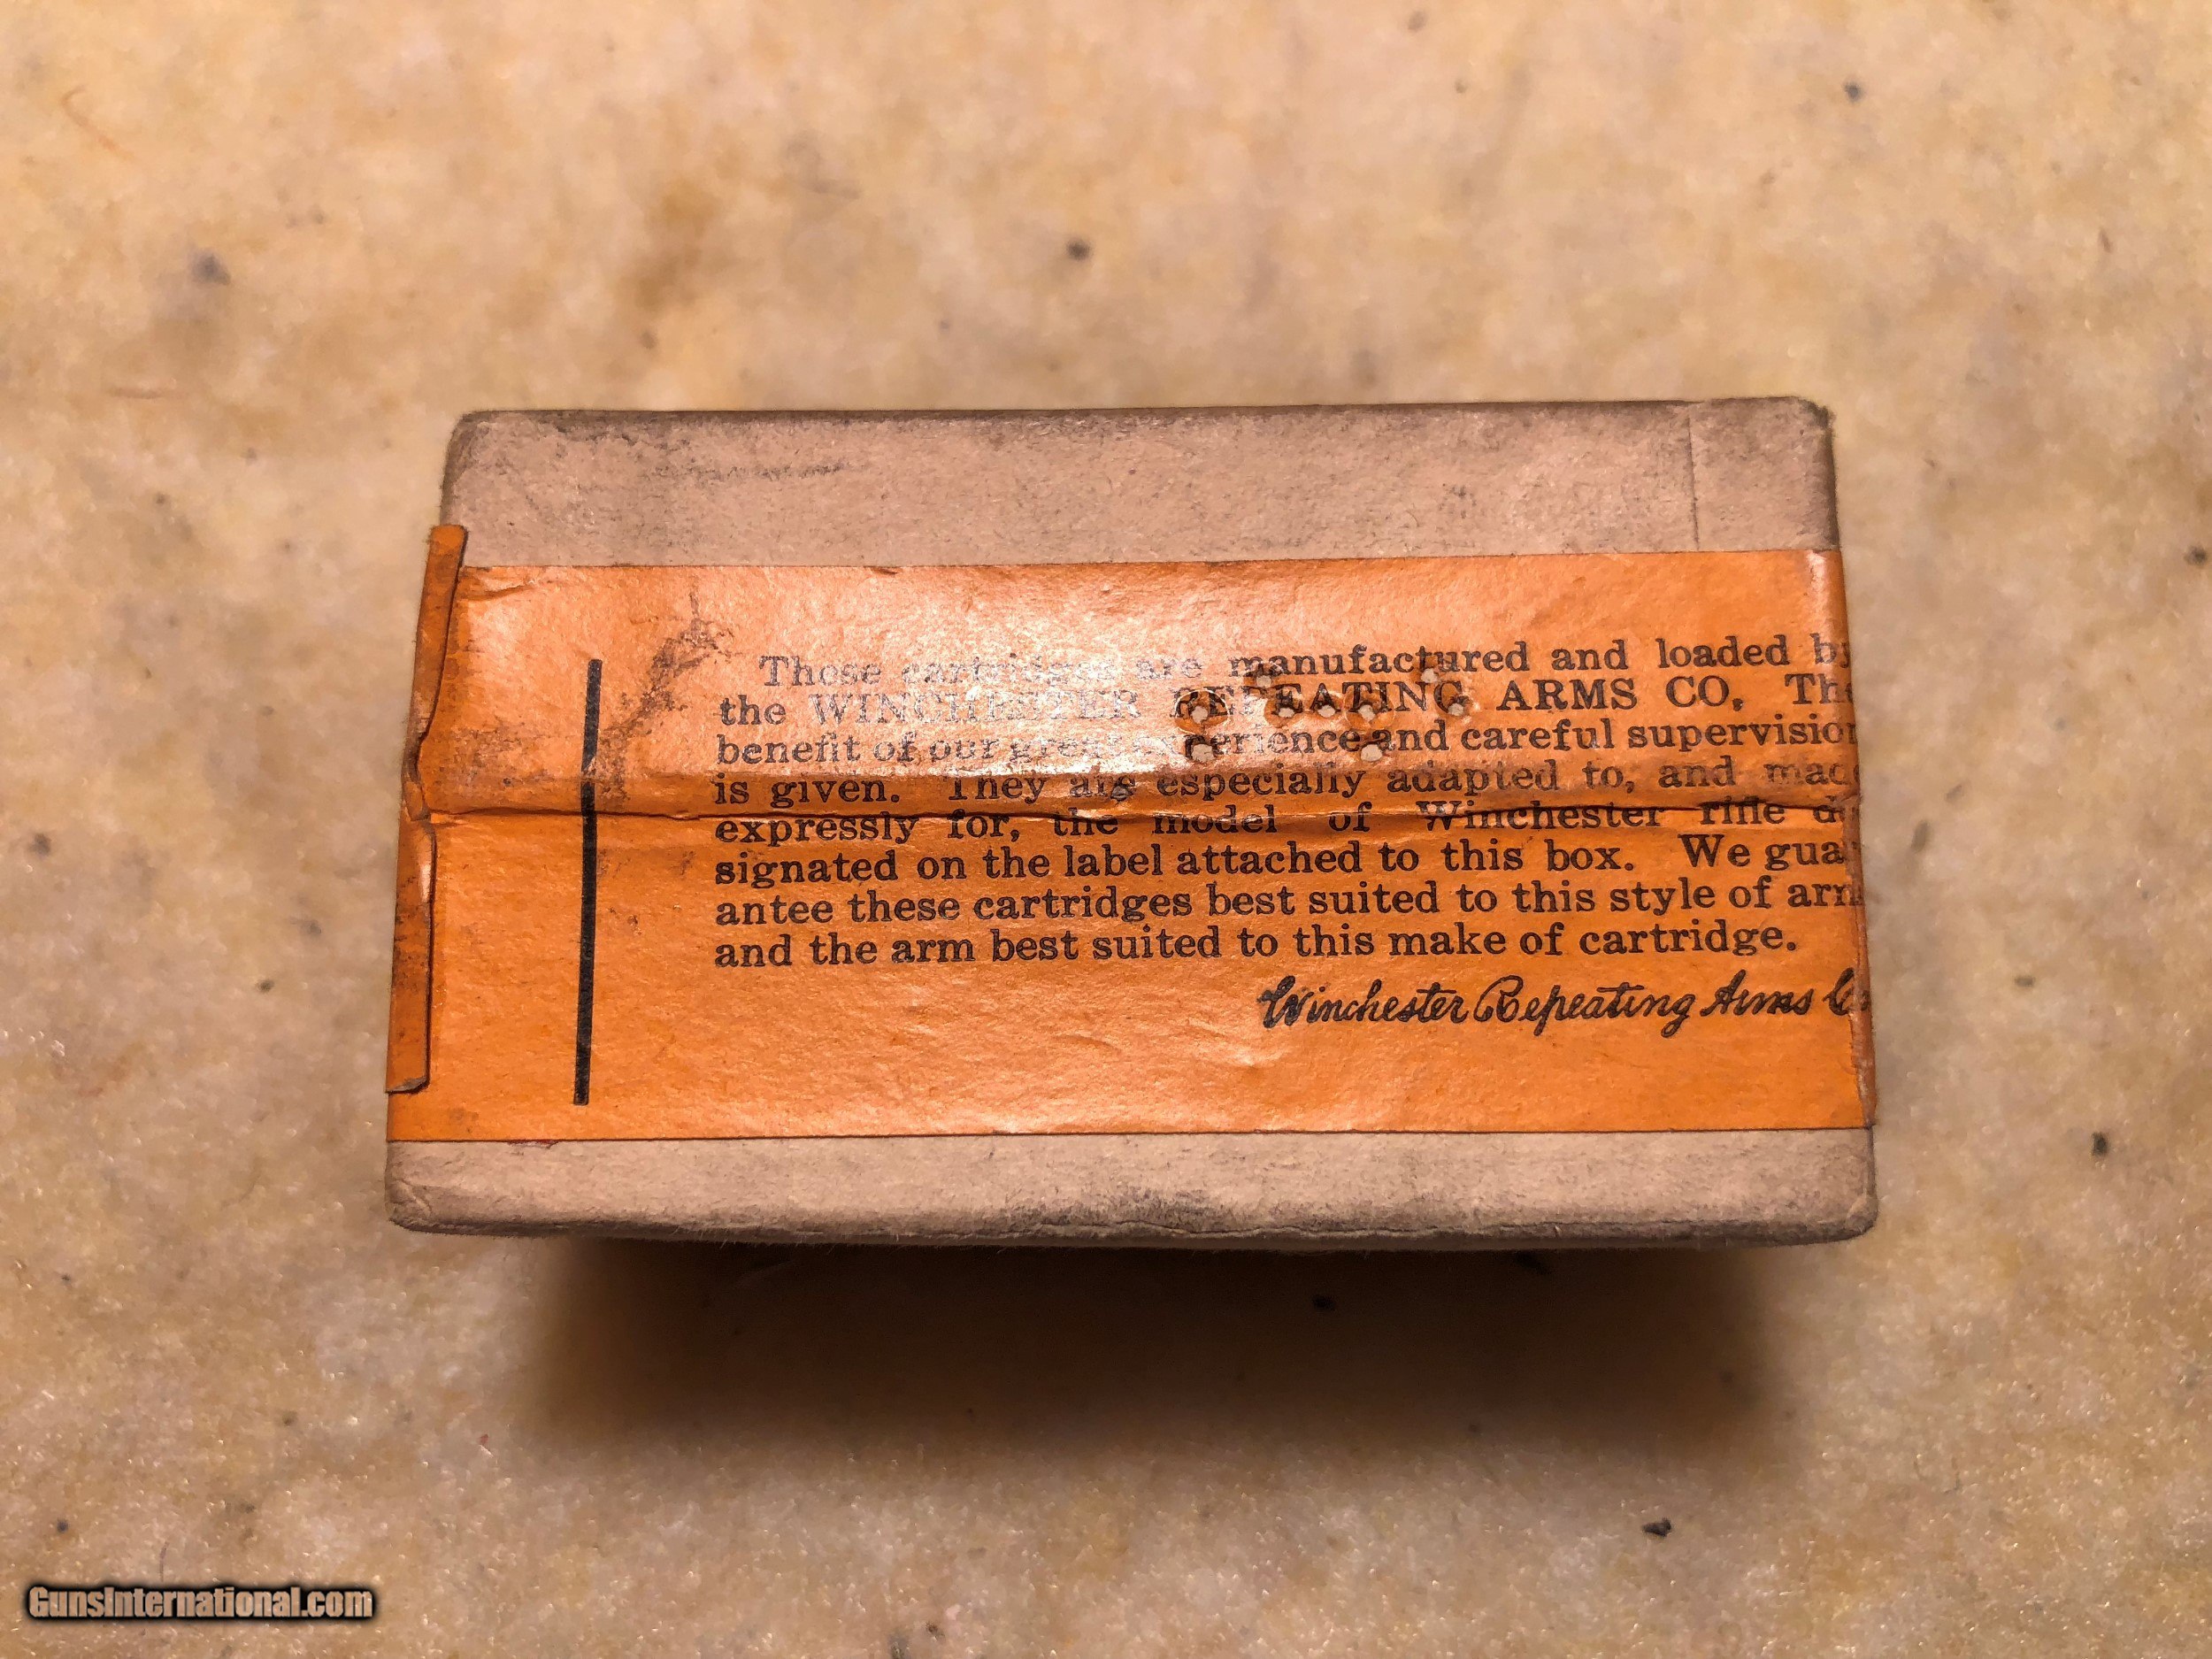 Those cartridges are manufactured and loaded by
the WINCHESTER REPEATING ARMS CO. The
benefit of our great experience and careful supervision
is given. They are especially adapted to, and made
expressly for, the model of Winchester rifle de
signated on the label attached to this box. We guar
antee these cartridges best suited to this style of arm
and the arm best suited to this make of cartridge.
Winchester Repeating Arms Co
GunsInternational.com